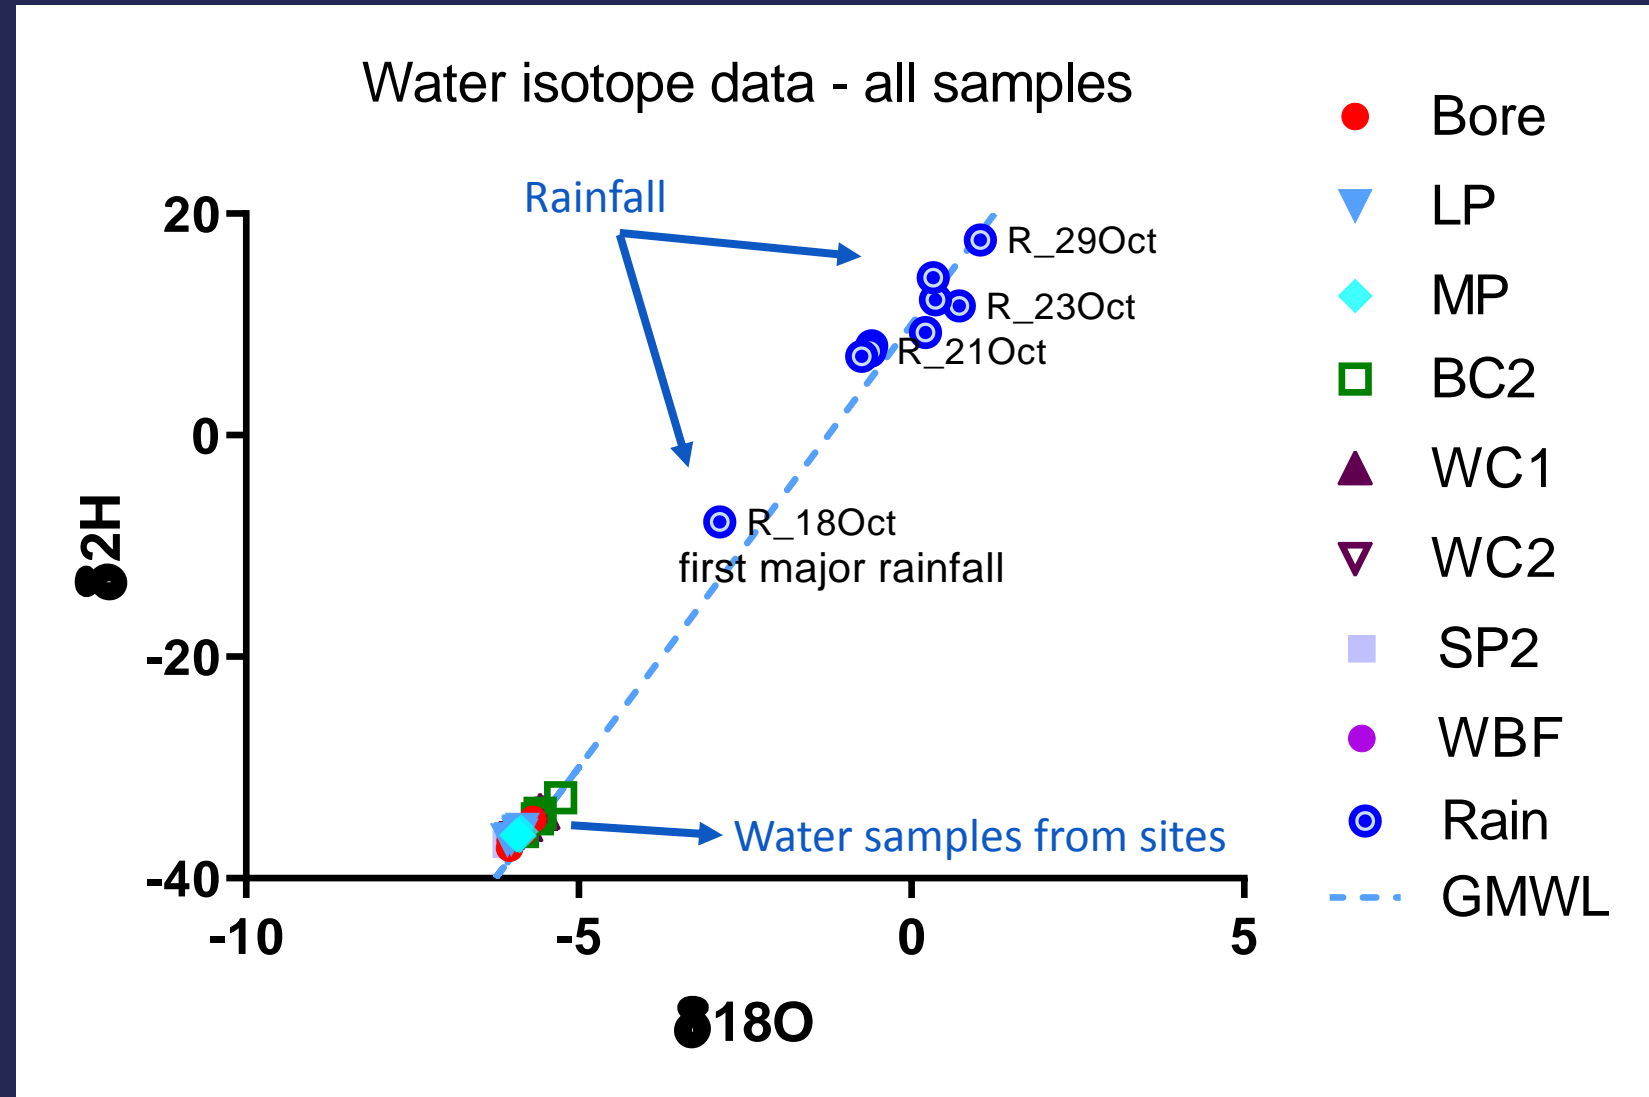 Water isotope data - all samples
Bore
LP
MP
BC2
WC1
WC2
SP2
WBF
Rain
GMWL
Rainfall
R_29Oct
R_23Oct
R_21Oct
R_18Oct
first major rainfall
Water samples from sites
20
0
-20
-40
-10
-5
0
5
δ2H
δ18O